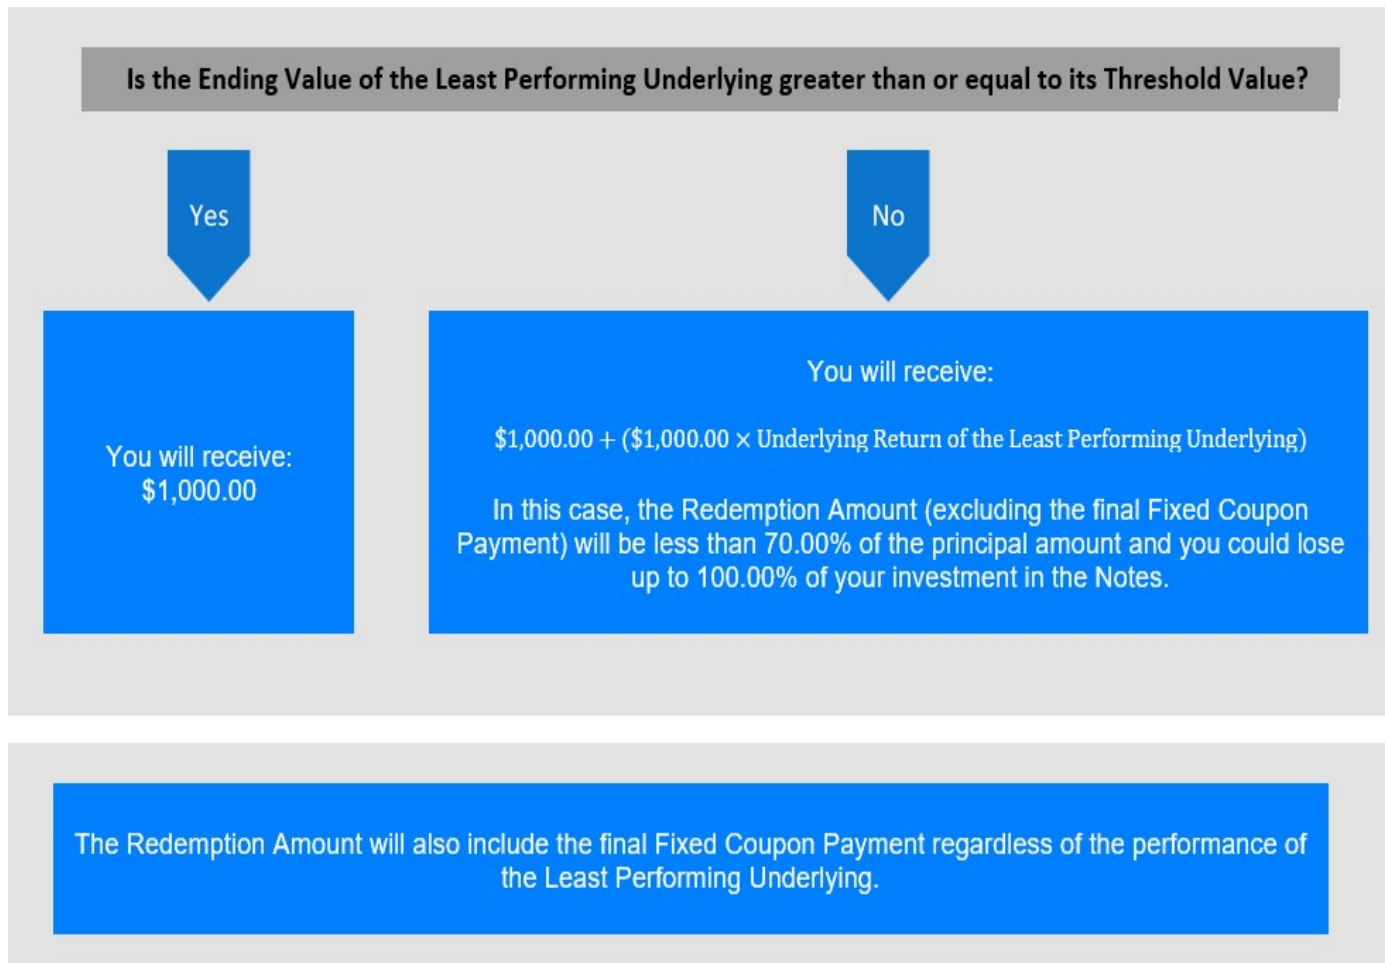 Is the Ending Value of the Least Performing Underlying greater than or equal to its Threshold Value?
Yes
No
You will receive:
$1,000.00
You will receive:
$1,000.00 + ($1,000.00 × Underlying Return of the Least Performing Underlying)
In this case, the Redemption Amount (excluding the final Fixed Coupon
Payment) will be less than 70.00% of the principal amount and you could lose
up to 100.00% of your investment in the Notes.
The Redemption Amount will also include the final Fixed Coupon Payment regardless of the performance of
the Least Performing Underlying.